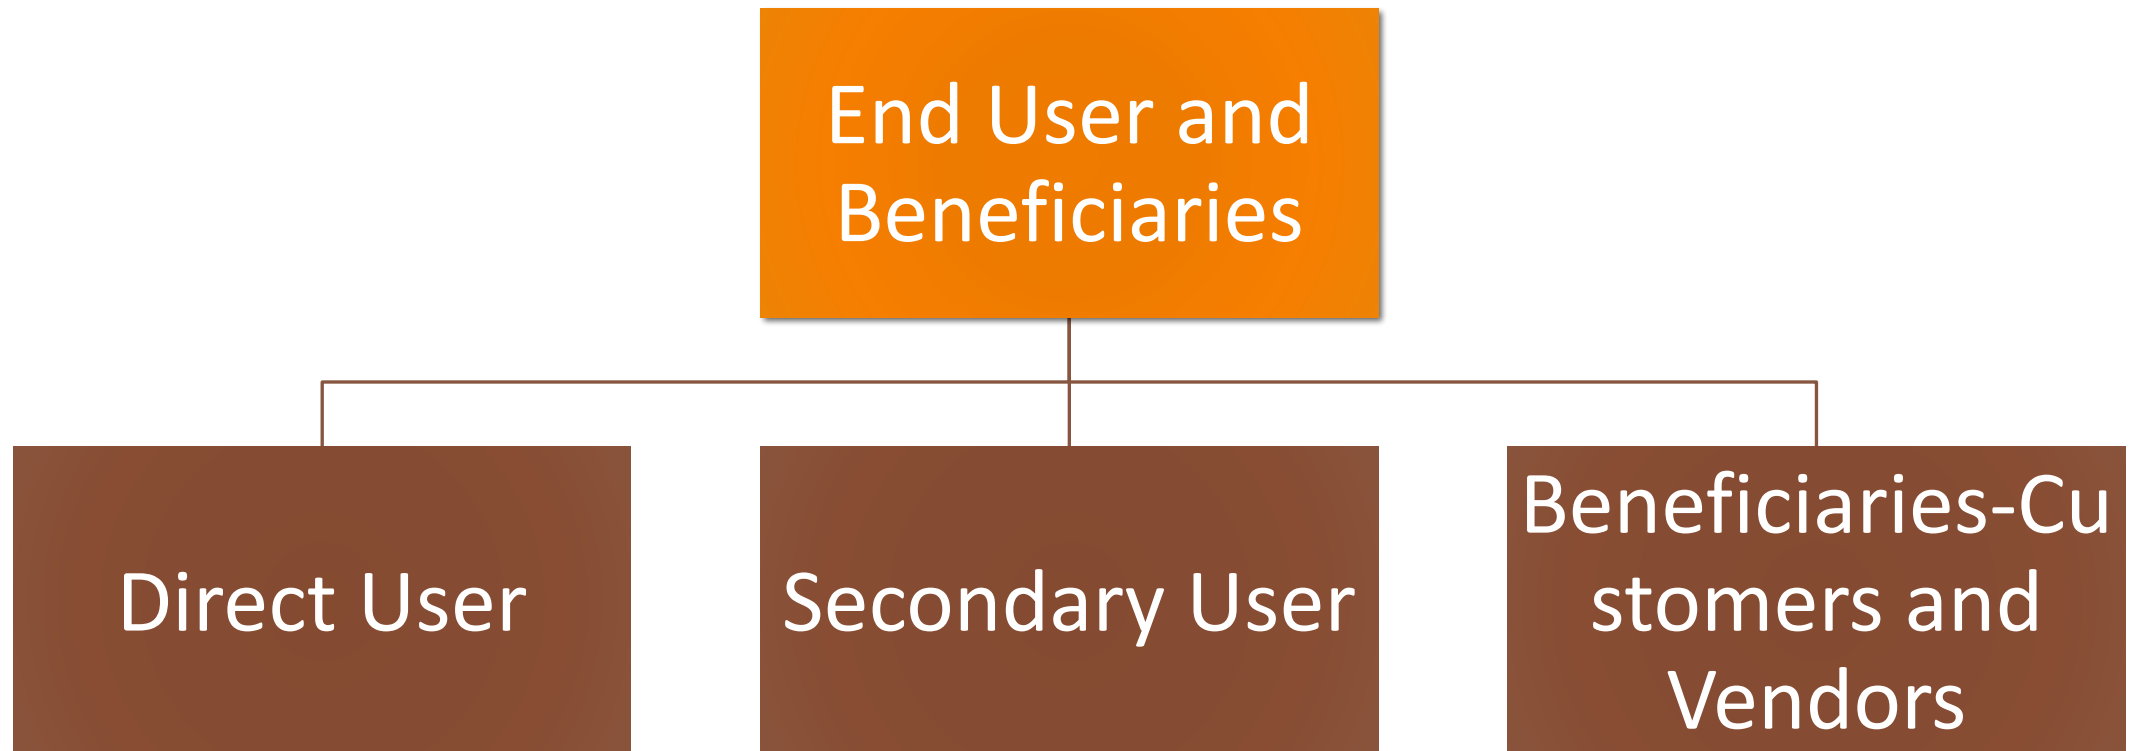 End User and
Beneficiaries
Direct User
Secondary User
Beneficiaries-Cu
stomers and
Vendors